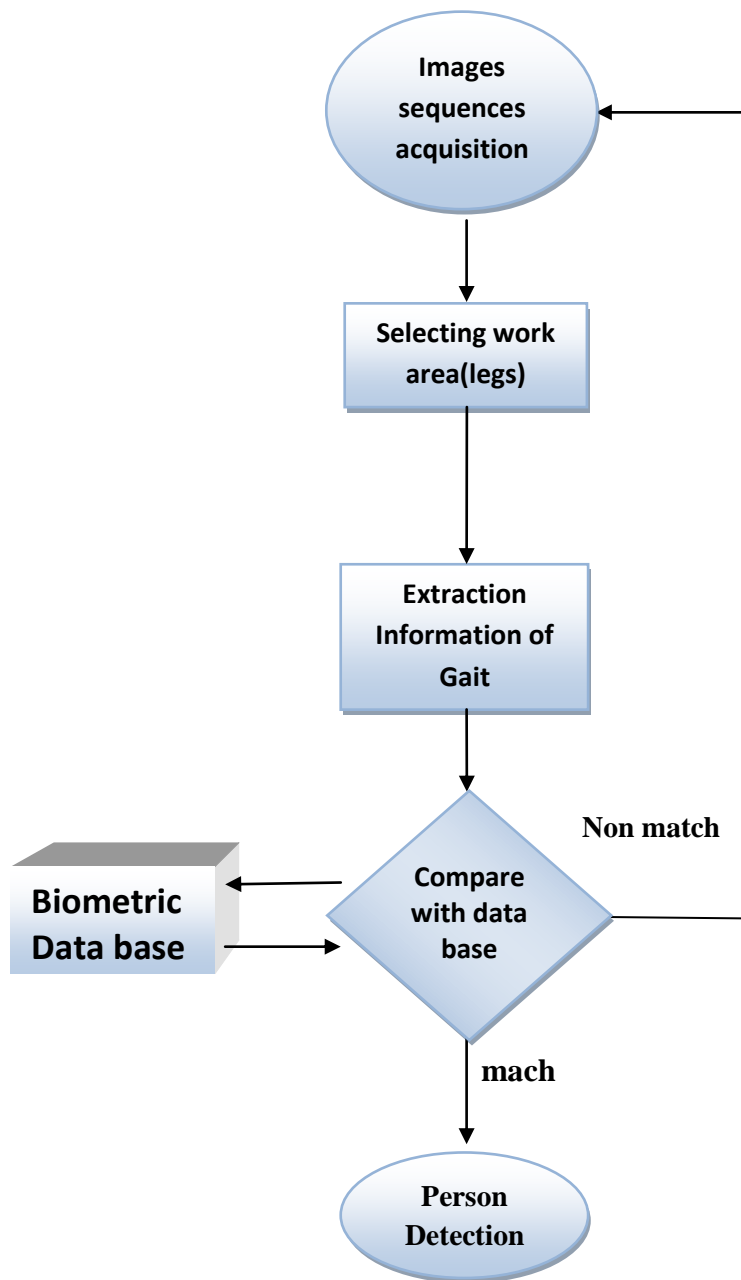 Images
sequences
acquisition
Selecting work
area(legs)
Extraction
Information of
Gait
Non match
Compare
with data
base
Biometric
Data base
mach
Person
Detection